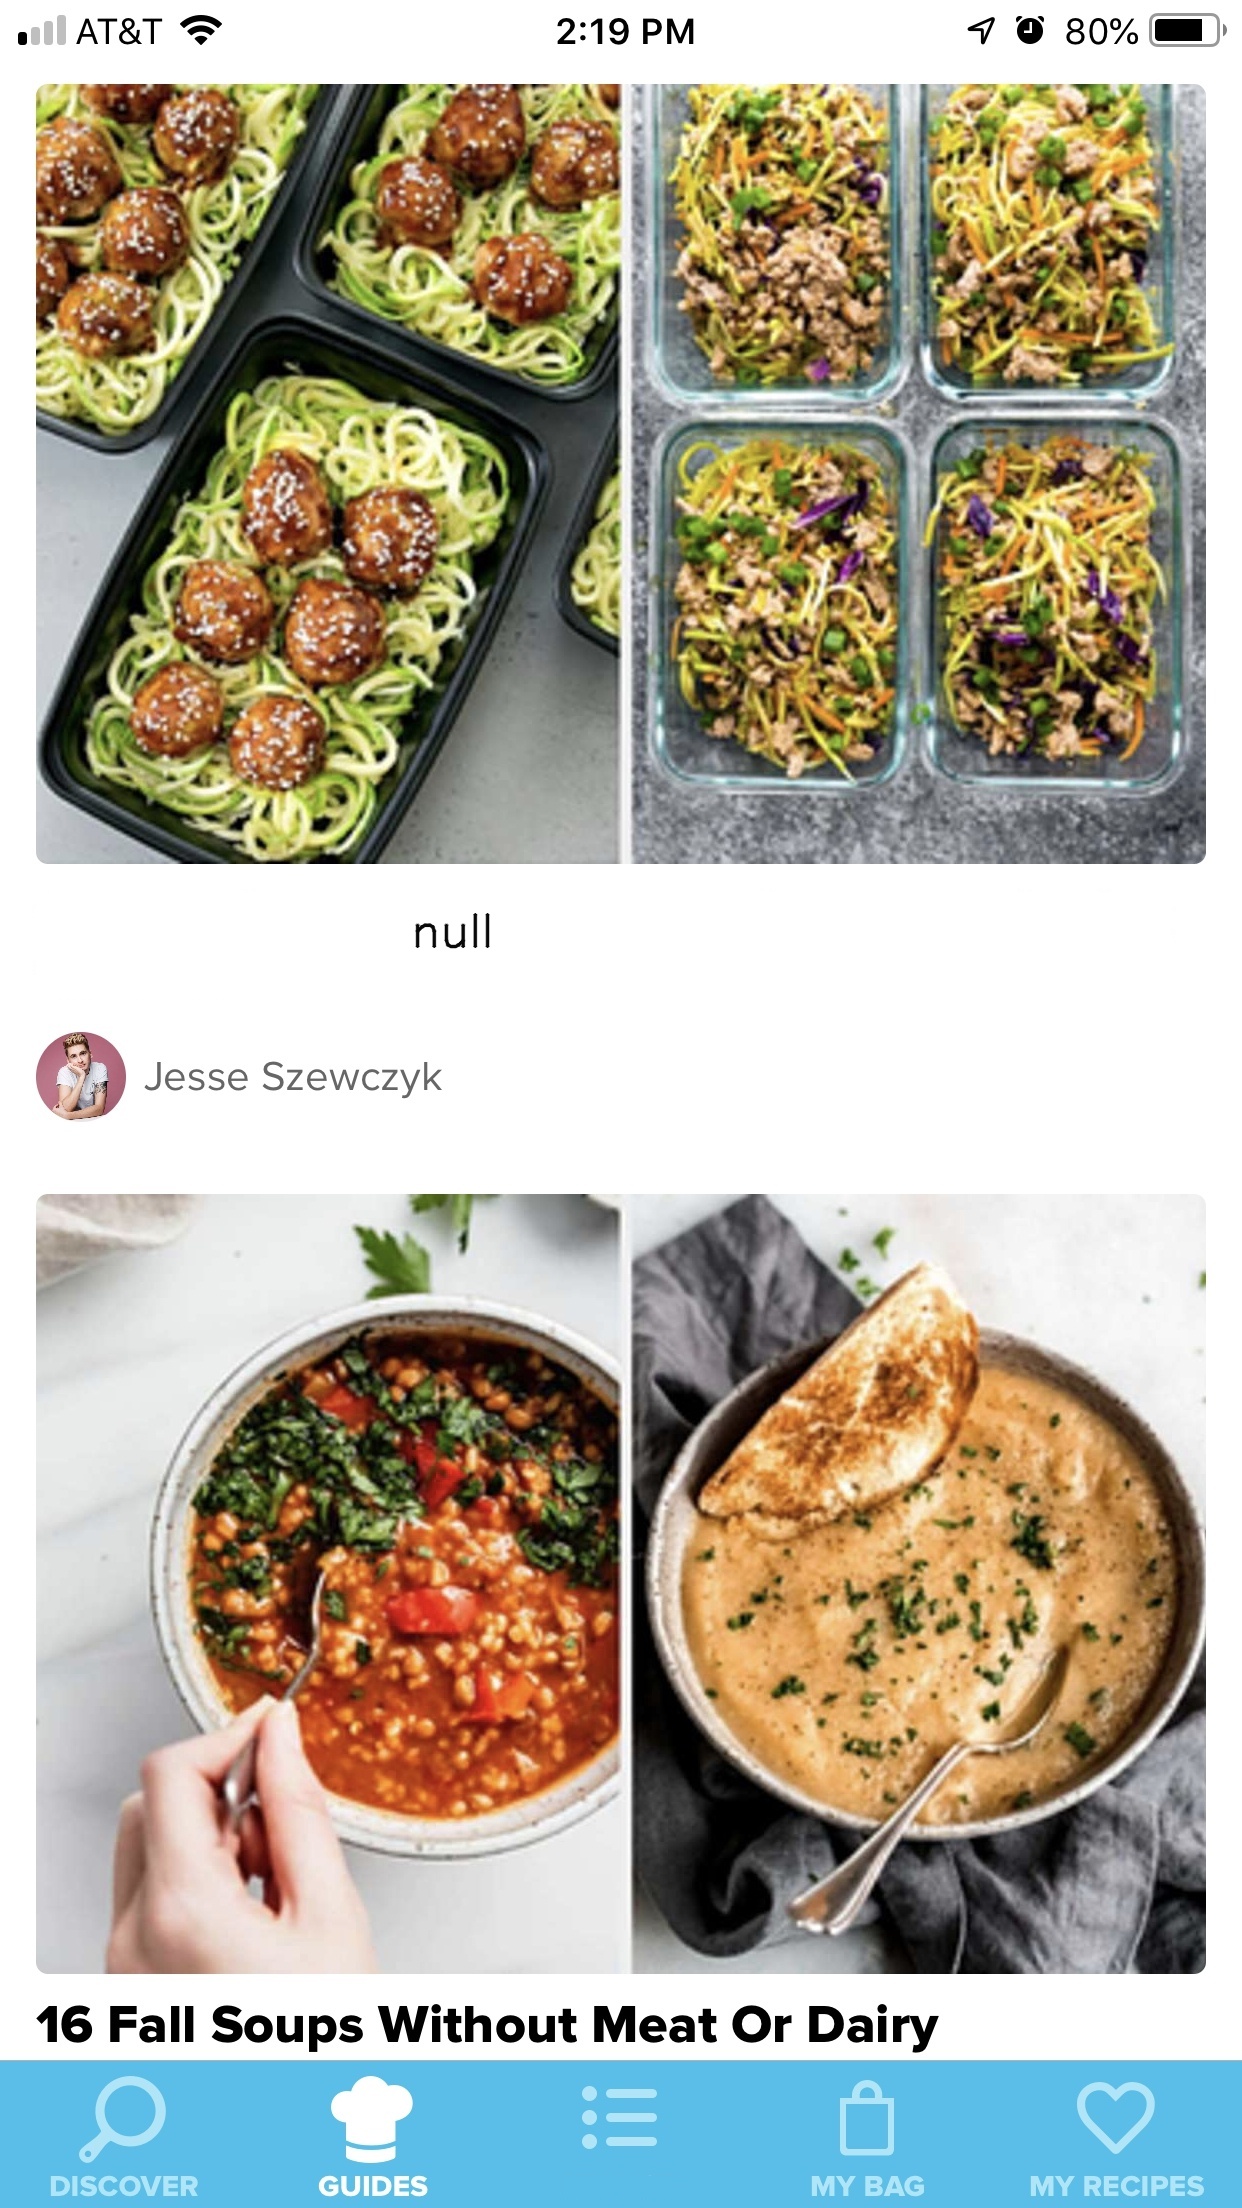 AT&T 2:19 PM 80%
null
Jesse Szewczyk
16 Fall Soups Without Meat Or Dairy
DISCOVER GUIDES MY BAG MY RECIPES